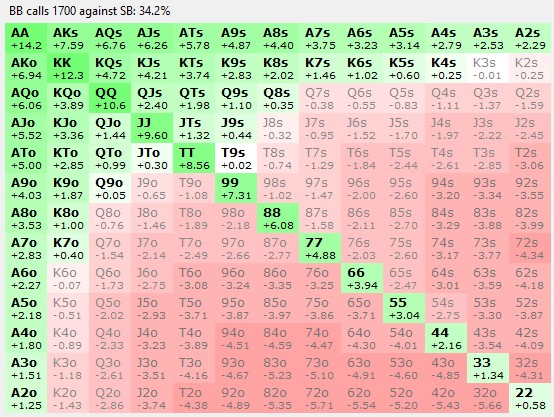 BB calls 1700 against SB: 34.2%
AA AKs AQs AJs ATs A9s A8s A7s A6s A5s A4s A3s A2s
+14.2 +7.59 +6.76 +6.26 +5.78 +4.87 +4.40 +3.75 +3.23 +3.14 +2.79 +2.53 +2.29
AKo KK KQs KJs KTs K9s K8s K7s K6s K5s K4s K3s K2s
+6.94 +12.3 +4.72 +4.21 +3.74 +2.83 +2.02 +1.46 +1.02 +0.60 +0.25 -0.01 -0.25
AQo KQo QQ QJs QTs Q9s Q8s Q7s Q6s Q5s Q4s Q3s Q2s
+6.06 +3.89 +10.6 +2.40 +1.98 +1.10 +0.35 -0.38 -0.55 -0.83 -1.11 -1.37 -1.59
AJo KJo QJo JJ JTs J9s J8s J7s J6s J5s J4s J3s J2s
+5.52 +3.36 +1.44 +9.60 +1.32 +0.44 -0.32 -0.95 -1.52 -1.70 -1.97 -2.22 -2.45
ATo KTo QTo JTo TT T9s T8s T7s T6s T5s T4s T3s T2s
+5.00 +2.85 +0.99 +0.30 +8.56 +0.02 -0.74 -1.29 -1.84 -2.44 -2.61 -2.85 -3.06
A9o K9o Q9o J9o T9o 99 98s 97s 96s 95s 94s 93s 92s
+4.03 +1.87 +0.05 -0.65 -1.08 +7.31 -1.02 -1.47 -2.00 -2.60 -3.20 -3.34 -3.55
A8o K8o Q8o J8o T8o 98o 88 87s 86s 85s 84s 83s 82s
+3.53 +1.00 -0.76 -1.46 -1.89 -2.18 +6.08 -1.58 -2.11 -2.70 -3.29 -3.88 -3.99
A7o K7o Q7o J7o T7o 97o 87o 77 76s 75s 74s 73s 72s
+2.83 +0.40 -1.54 -2.14 -2.49 -2.66 -2.77 +4.88 -2.03 -2.60 -3.17 -3.77 -4.34
A6o K6o Q6o J6o T6o 96o 86o 76o 66 65s 64s 63s 62s
+2.27 -0.07 -1.73 -2.75 -3.08 -3.24 -3.35 -3.25 +3.94 -2.47 -3.01 -3.59 -4.18
A5o K5o Q5o J5o T5o 95o 85o 75o 65o 55 54s 53s 52s
+2.18 -0.51 -2.02 -2.93 -3.71 -3.87 -3.97 -3.86 -3.71 +3.04 -2.75 -3.30 -3.87
A4o K4o Q4o J4o T4o 94o 84o 74o 64o 54o 44 43s 42s
+1.80 -0.89 -2.33 -3.23 -3.89 -4.51 -4.59 -4.47 -4.30 -4.01 +2.16 -3.54 -4.09
A3o K3o Q3o J3o T3o 93o 83o 73o 63o 53o 43o 33 32s
+1.51 -1.18 -2.61 -3.51 -4.16 -4.67 -5.23 -5.10 -4.91 -4.60 -4.85 +1.34 -4.31
A2o K2o Q2o J2o T2o 92o 82o 72o 62o 52o 42o 32o 22
+1.25 -1.43 -2.86 -3.74 -4.38 -4.89 -5.35 -5.71 -5.54 -5.20 -5.43 -5.66 +0.58